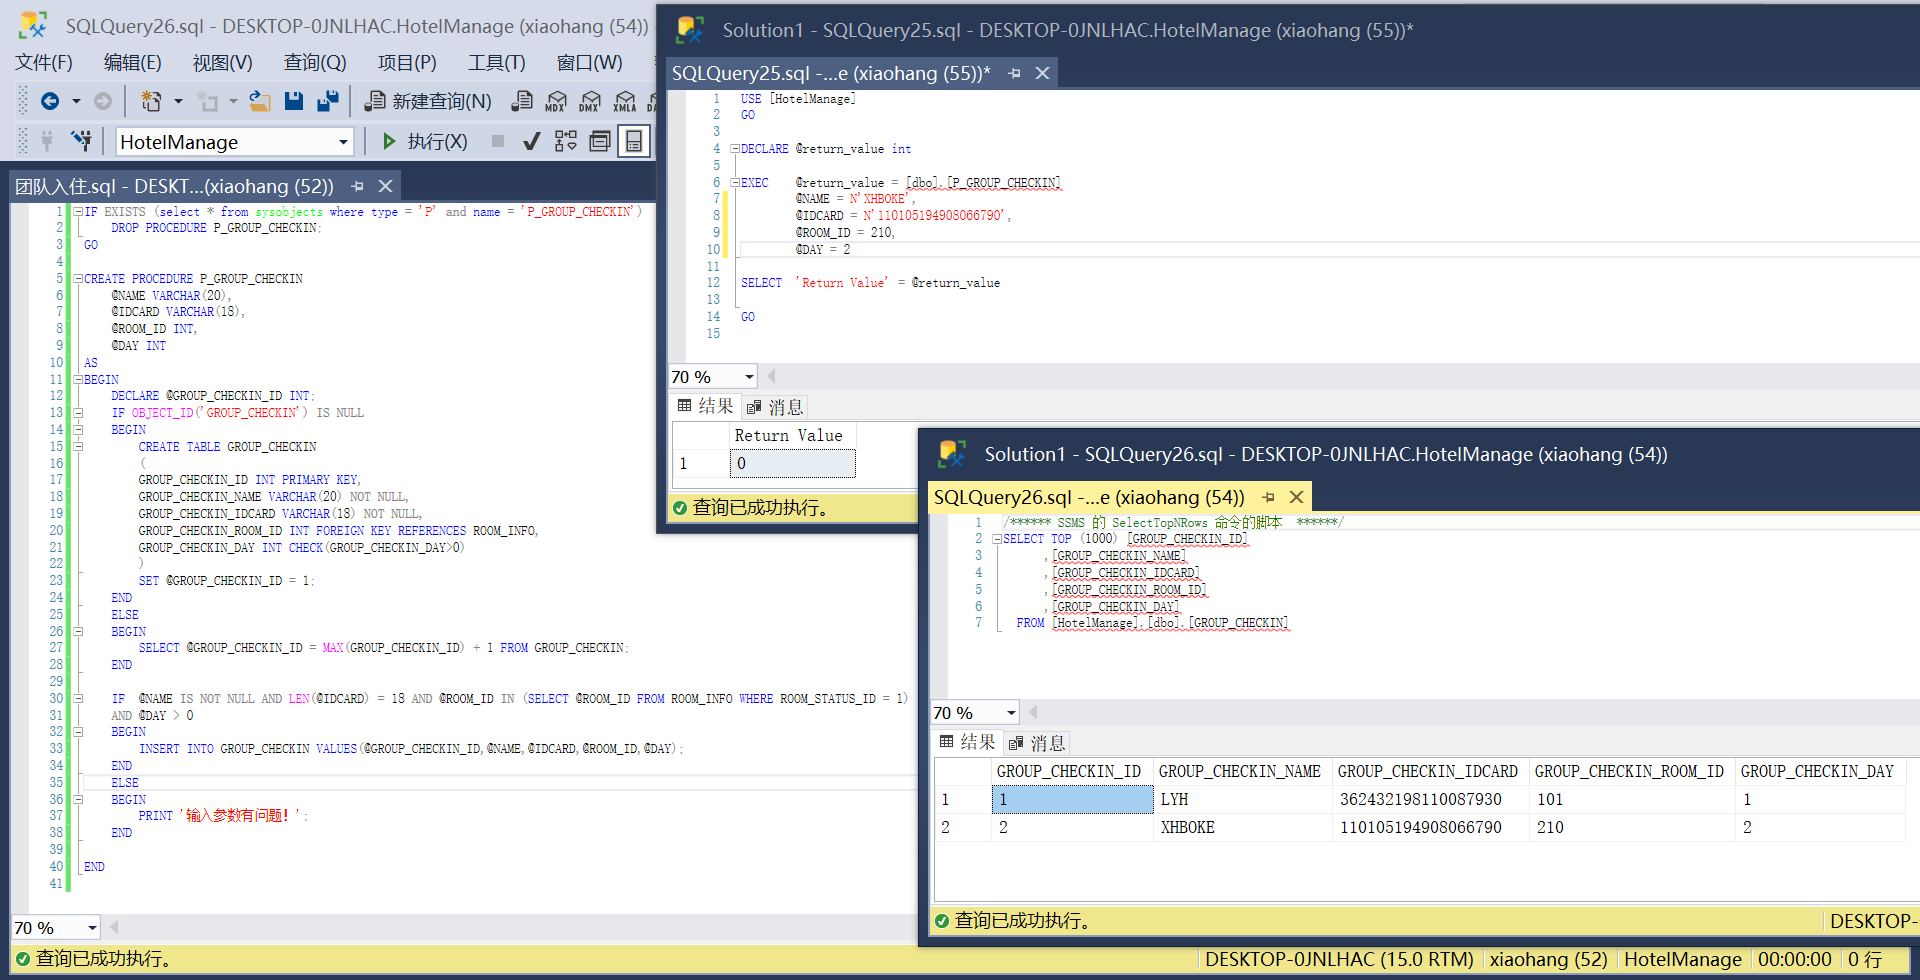 SQLQuery26.sql - DESKTOP-0JNLHAC.HotelManage (xiaohang (54))
文件(F) 编辑(E) 视图(V) 查询(Q) 项目(P) 工具(T) 窗口(W)
新建查询(N) MDX DMX XMLA
HotelManage 执行(X)
团队入住.sql - DESKT...(xiaohang (52))
1 IF EXISTS (select * from sysobjects where type = 'P' and name = 'P_GROUP_CHECKIN')
2 DROP PROCEDURE P_GROUP_CHECKIN;
3 GO
4
5 CREATE PROCEDURE P_GROUP_CHECKIN
6 @NAME VARCHAR(20),
7 @IDCARD VARCHAR(18),
8 @ROOM_ID INT,
9 @DAY INT
10 AS
11 BEGIN
12 DECLARE @GROUP_CHECKIN_ID INT;
13 IF OBJECT_ID('GROUP_CHECKIN') IS NULL
14 BEGIN
15 CREATE TABLE GROUP_CHECKIN
16 (
17 GROUP_CHECKIN_ID INT PRIMARY KEY,
18 GROUP_CHECKIN_NAME VARCHAR(20) NOT NULL,
19 GROUP_CHECKIN_IDCARD VARCHAR(18) NOT NULL,
20 GROUP_CHECKIN_ROOM_ID INT FOREIGN KEY REFERENCES ROOM_INFO,
21 GROUP_CHECKIN_DAY INT CHECK(GROUP_CHECKIN_DAY>0)
22 )
23 SET @GROUP_CHECKIN_ID = 1;
24 END
25 ELSE
26 BEGIN
27 SELECT @GROUP_CHECKIN_ID = MAX(GROUP_CHECKIN_ID) + 1 FROM GROUP_CHECKIN;
28 END
29
30 IF @NAME IS NOT NULL AND LEN(@IDCARD) = 18 AND @ROOM_ID IN (SELECT @ROOM_ID FROM ROOM_INFO WHERE ROOM_STATUS_ID = 1)
31 AND @DAY > 0
32 BEGIN
33 INSERT INTO GROUP_CHECKIN VALUES(@GROUP_CHECKIN_ID,@NAME,@IDCARD,@ROOM_ID,@DAY);
34 END
35 ELSE
36 BEGIN
37 PRINT '输入参数有问题！';
38 END
39
40 END
41
70 %
查询已成功执行。
DESKTOP-0JNLHAC (15.0 RTM) xiaohang (52) HotelManage 00:00:00 0 行
Solution1 - SQLQuery25.sql - DESKTOP-0JNLHAC.HotelManage (xiaohang (55))*
SQLQuery25.sql -...e (xiaohang (55))*
1 USE [HotelManage]
2 GO
3
4 DECLARE @return_value int
5
6 EXEC @return_value = [dbo].[P_GROUP_CHECKIN]
7 @NAME = N'XHBOKE',
8 @IDCARD = N'110105194908066790',
9 @ROOM_ID = 210,
10 @DAY = 2
11
12 SELECT 'Return Value' = @return_value
13
14 GO
15
70 %
结果 消息
Return Value
1 0
查询已成功执行。
Solution1 - SQLQuery26.sql - DESKTOP-0JNLHAC.HotelManage (xiaohang (54))
SQLQuery26.sql -...e (xiaohang (54))
1 /****** SSMS 的 SelectTopNRows 命令的脚本 ******/
2 SELECT TOP (1000) [GROUP_CHECKIN_ID]
3 ,[GROUP_CHECKIN_NAME]
4 ,[GROUP_CHECKIN_IDCARD]
5 ,[GROUP_CHECKIN_ROOM_ID]
6 ,[GROUP_CHECKIN_DAY]
7 FROM [HotelManage].[dbo].[GROUP_CHECKIN]
70 %
结果 消息
GROUP_CHECKIN_ID GROUP_CHECKIN_NAME GROUP_CHECKIN_IDCARD GROUP_CHECKIN_ROOM_ID GROUP_CHECKIN_DAY
1 1 LYH 362432198110087930 101 1
2 2 XHBOKE 110105194908066790 210 2
查询已成功执行。 DESKTOP-